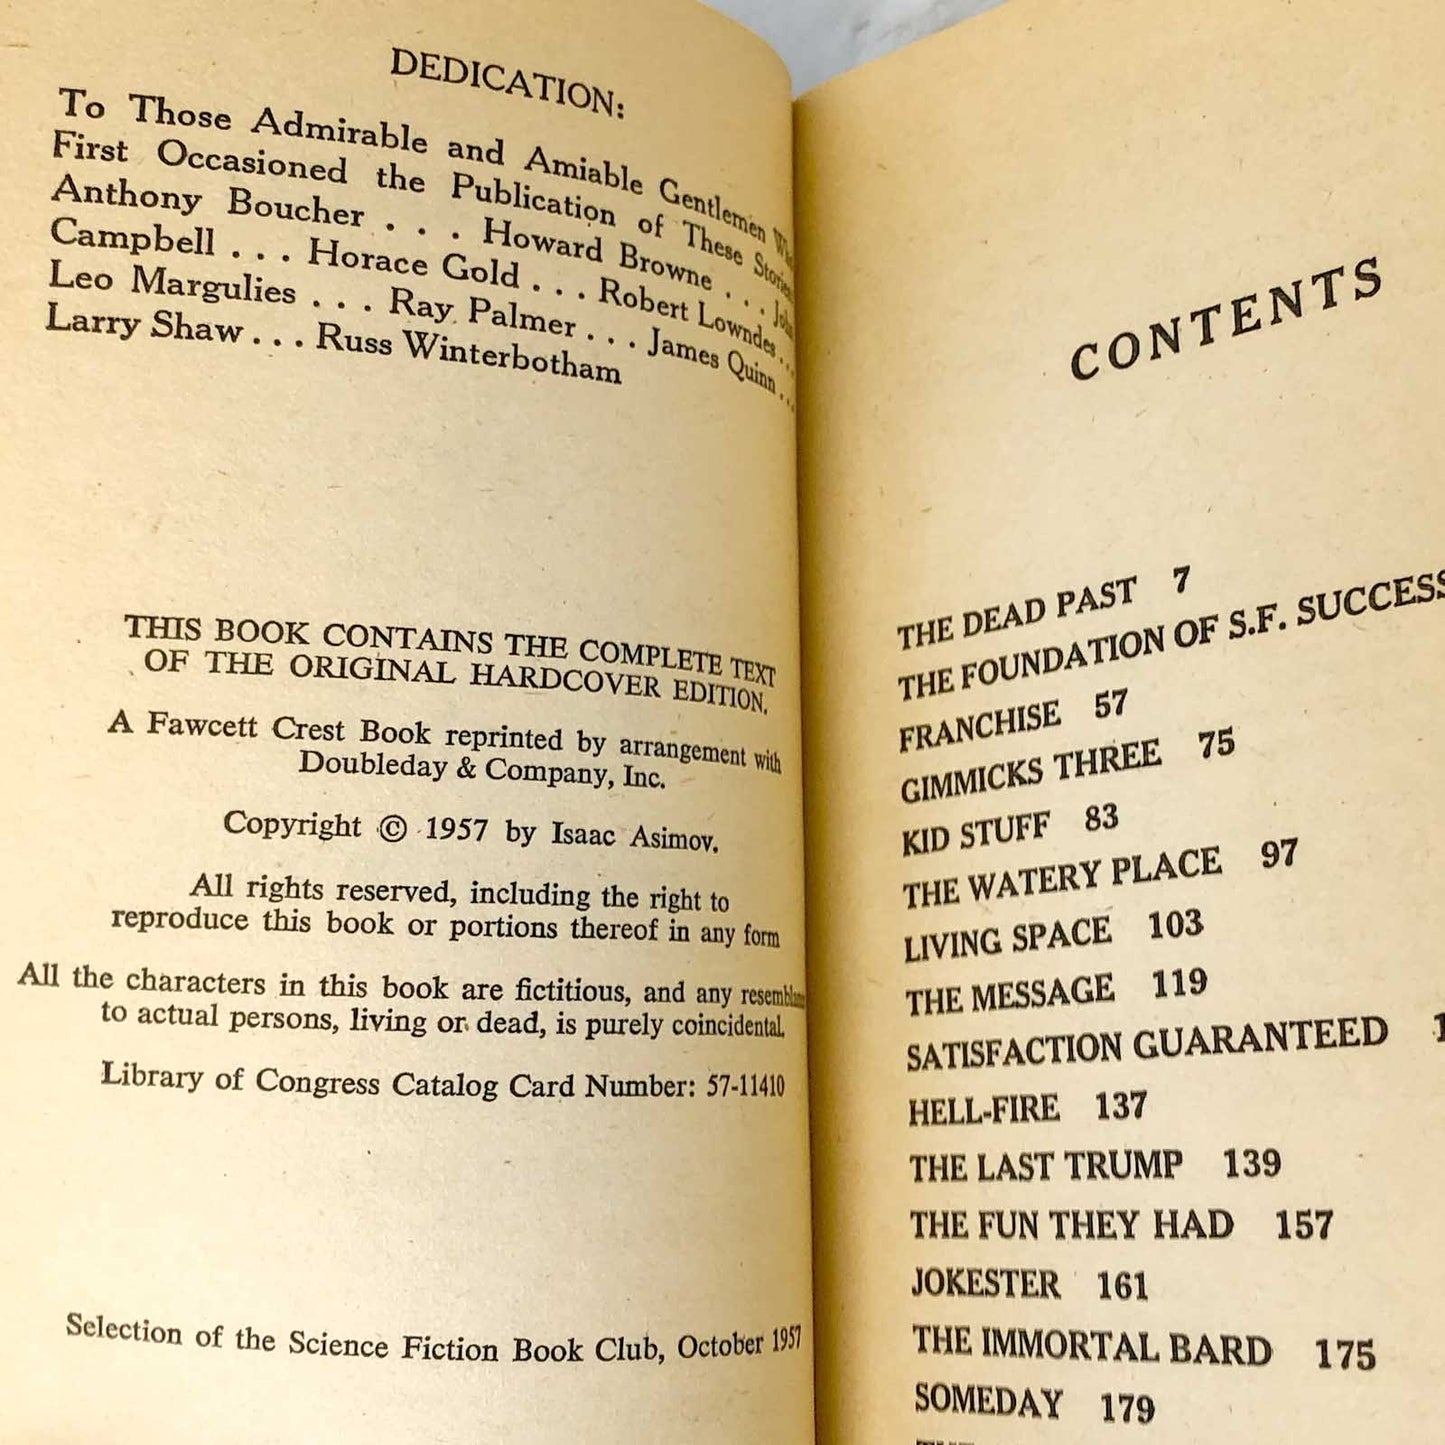 DEDICATION:
To Those Admirable and Amiable Gentlemen
First Occasioned the Publication of These Stories
Anthony Boucher . . . Howard Browne . . . John
Campbell . . . Horace Gold . . . Robert Lowndes . . .
Leo Margulies . . . Ray Palmer . . . James Quinn . . .
Larry Shaw . . . Russ Winterbotham
THIS BOOK CONTAINS THE COMPLETE TEXT
OF THE ORIGINAL HARDCOVER EDITION.
A Fawcett Crest Book reprinted by arrangement with
Doubleday & Company, Inc.
Copyright © 1957 by Isaac Asimov.
All rights reserved, including the right to
reproduce this book or portions thereof in any form
All the characters in this book are fictitious, and any
to actual persons, living or dead, is purely coincidental.
Library of Congress Catalog Card Number: 57-11410
Selection of the Science Fiction Book Club, October 1957
CONTENTS
THE DEAD PAST 7
THE FOUNDATION OF S.F. SUCCESS
FRANCHISE 57
GIMMICKS THREE 75
KID STUFF 83
THE WATERY PLACE 97
LIVING SPACE 103
THE MESSAGE 119
SATISFACTION GUARANTEED
HELL-FIRE 137
THE LAST TRUMP 139
THE FUN THEY HAD 157
JOKESTER 161
THE IMMORTAL BARD 175
SOMEDAY 179